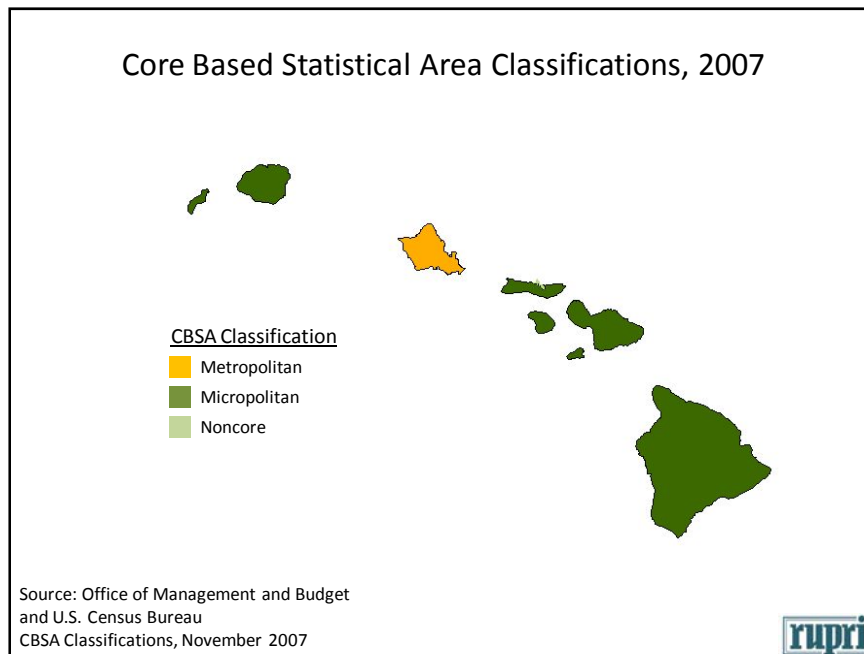 Core Based Statistical Area Classifications, 2007
CBSA Classification
Metropolitan
Micropolitan
Noncore
Source: Office of Management and Budget
and U.S. Census Bureau
CBSA Classifications, November 2007
rupri